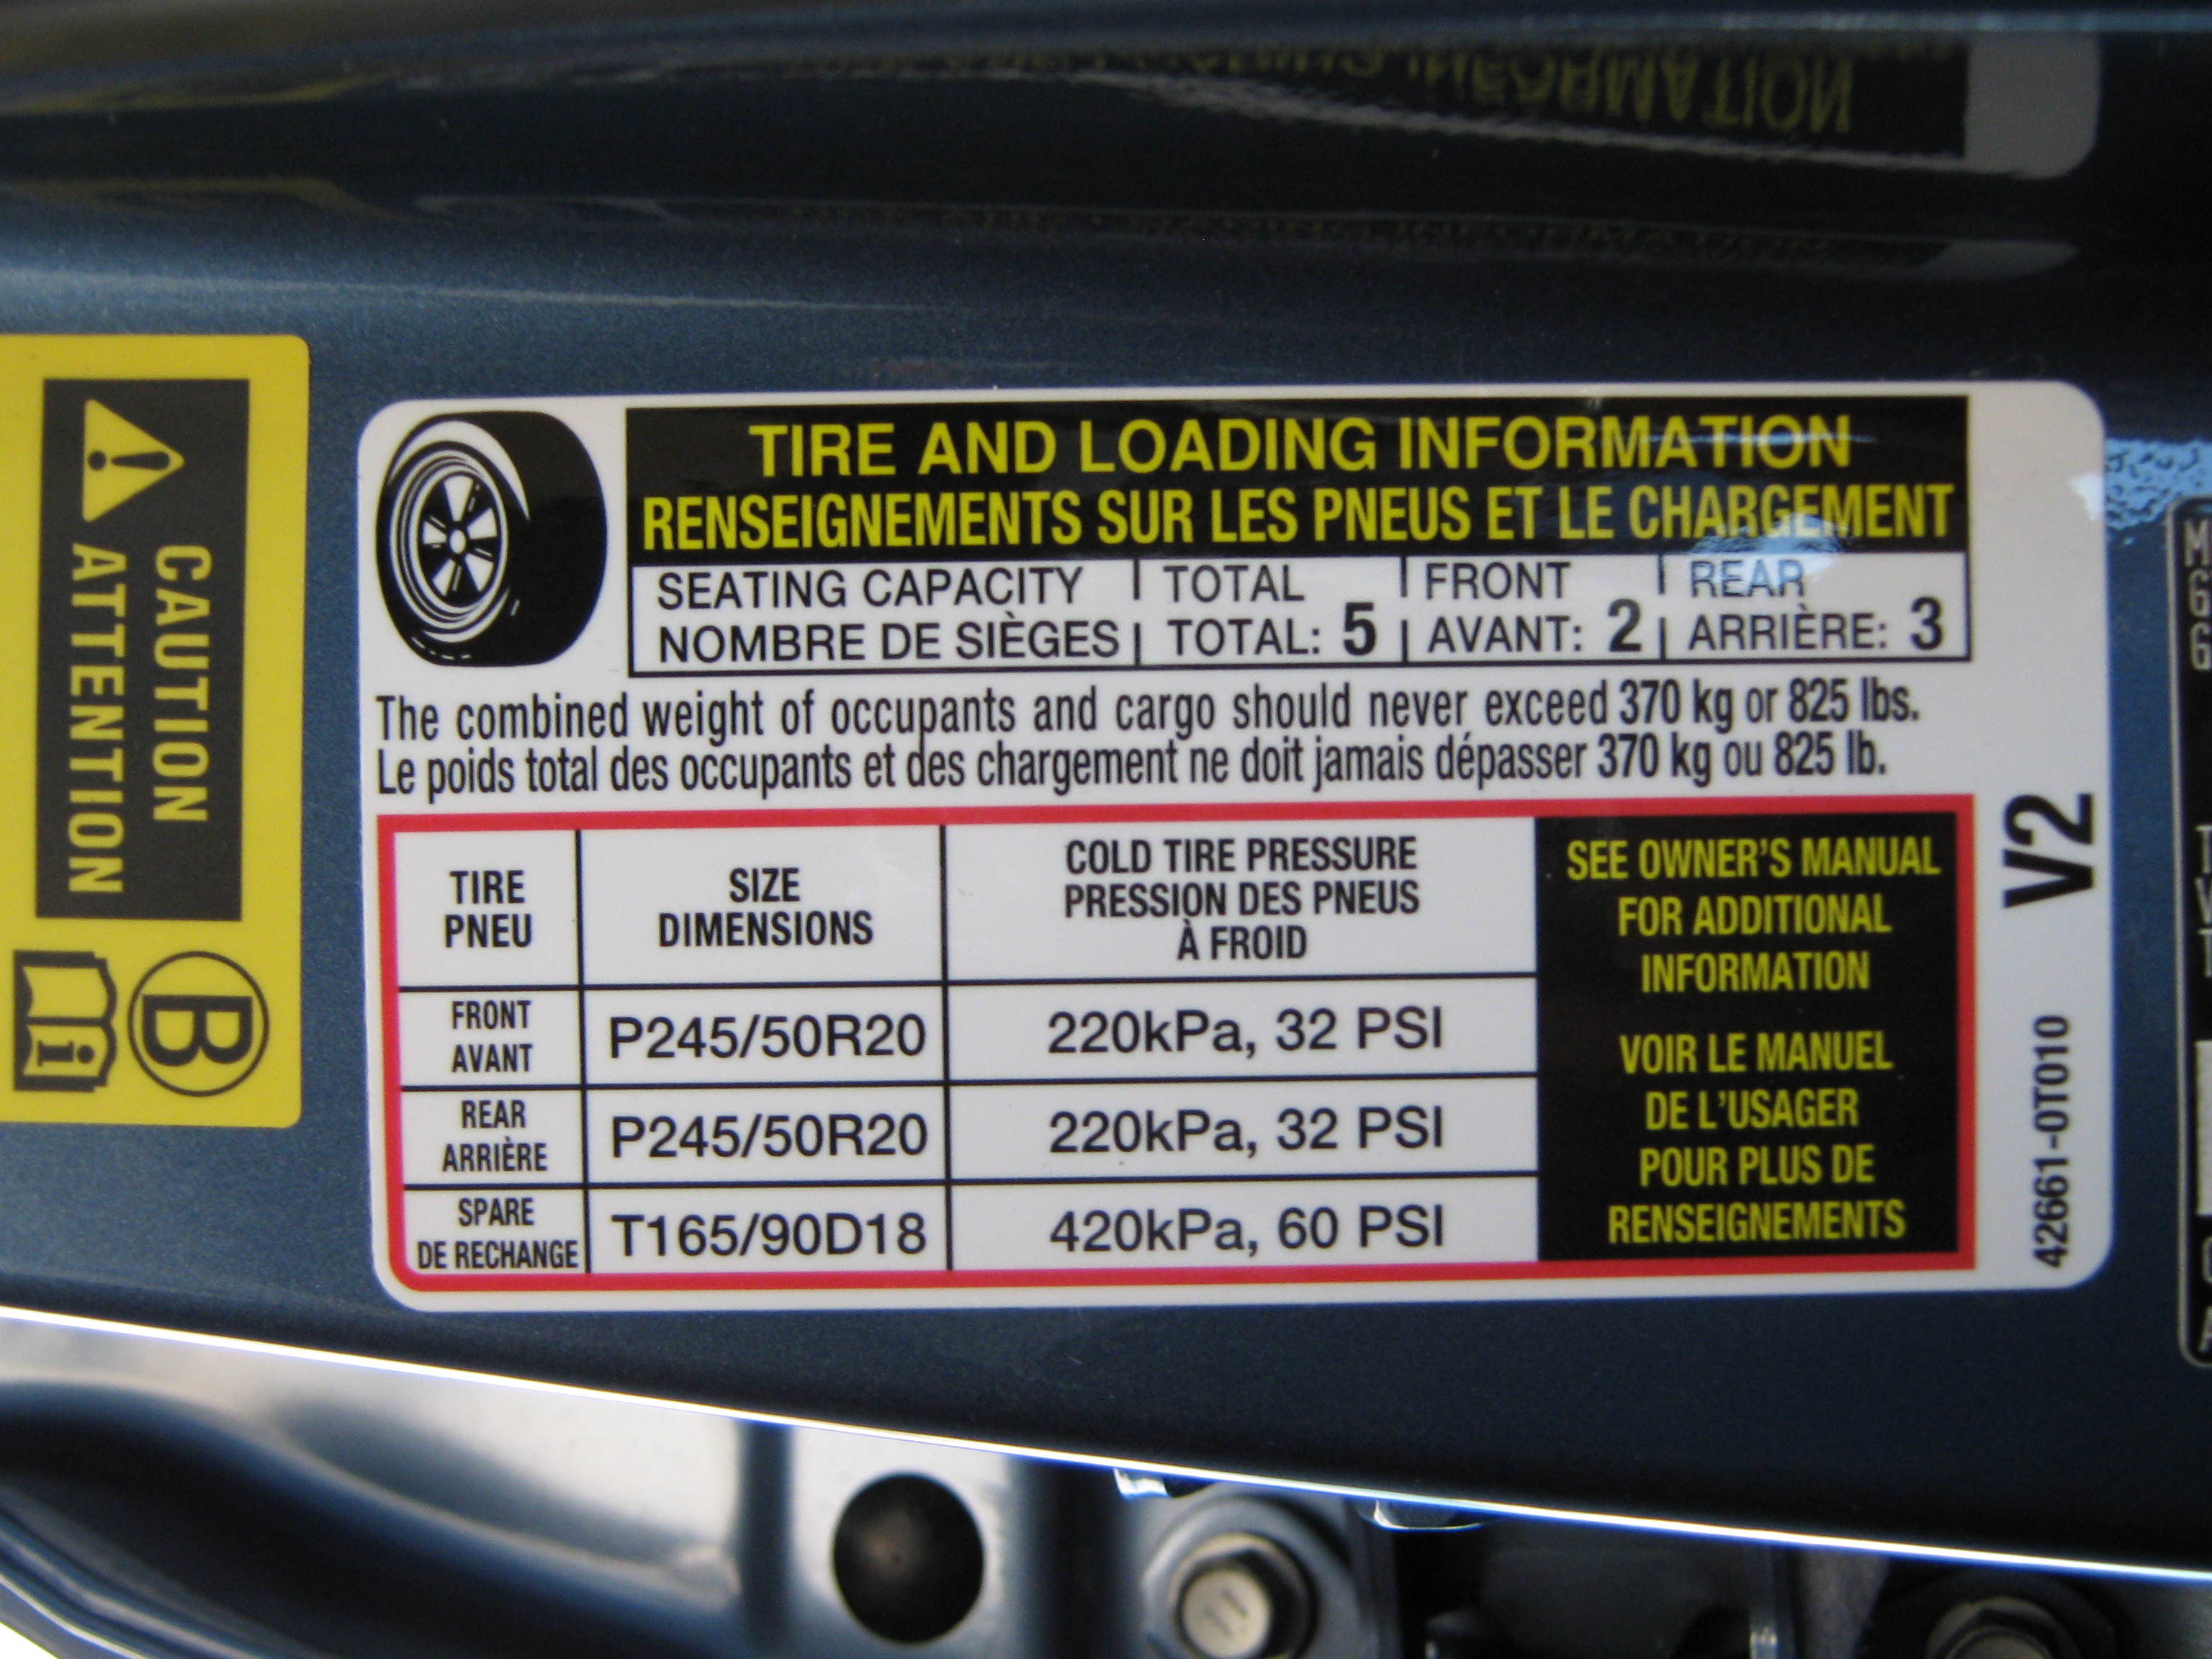 CAUTION
ATTENTION
B
i
TIRE AND LOADING INFORMATION
RENSEIGNEMENTS SUR LES PNEUS ET LE CHARGEMENT
SEATING CAPACITY TOTAL FRONT REAR
NOMBRE DE SIÈGES TOTAL: 5 AVANT: 2 ARRIÈRE: 3
The combined weight of occupants and cargo should never exceed 370 kg or 825 lbs.
Le poids total des occupants et des chargement ne doit jamais dépasser 370 kg ou 825 lb.
TIRE
PNEU
SIZE
DIMENSIONS
COLD TIRE PRESSURE
PRESSION DES PNEUS
À FROID
FRONT
AVANT
P245/50R20
220kPa, 32 PSI
REAR
ARRIÈRE
P245/50R20
220kPa, 32 PSI
SPARE
DE RECHANGE
T165/90D18
420kPa, 60 PSI
SEE OWNER'S MANUAL
FOR ADDITIONAL
INFORMATION
VOIR LE MANUEL
DE L'USAGER
POUR PLUS DE
RENSEIGNEMENTS
V2
42661-0T010